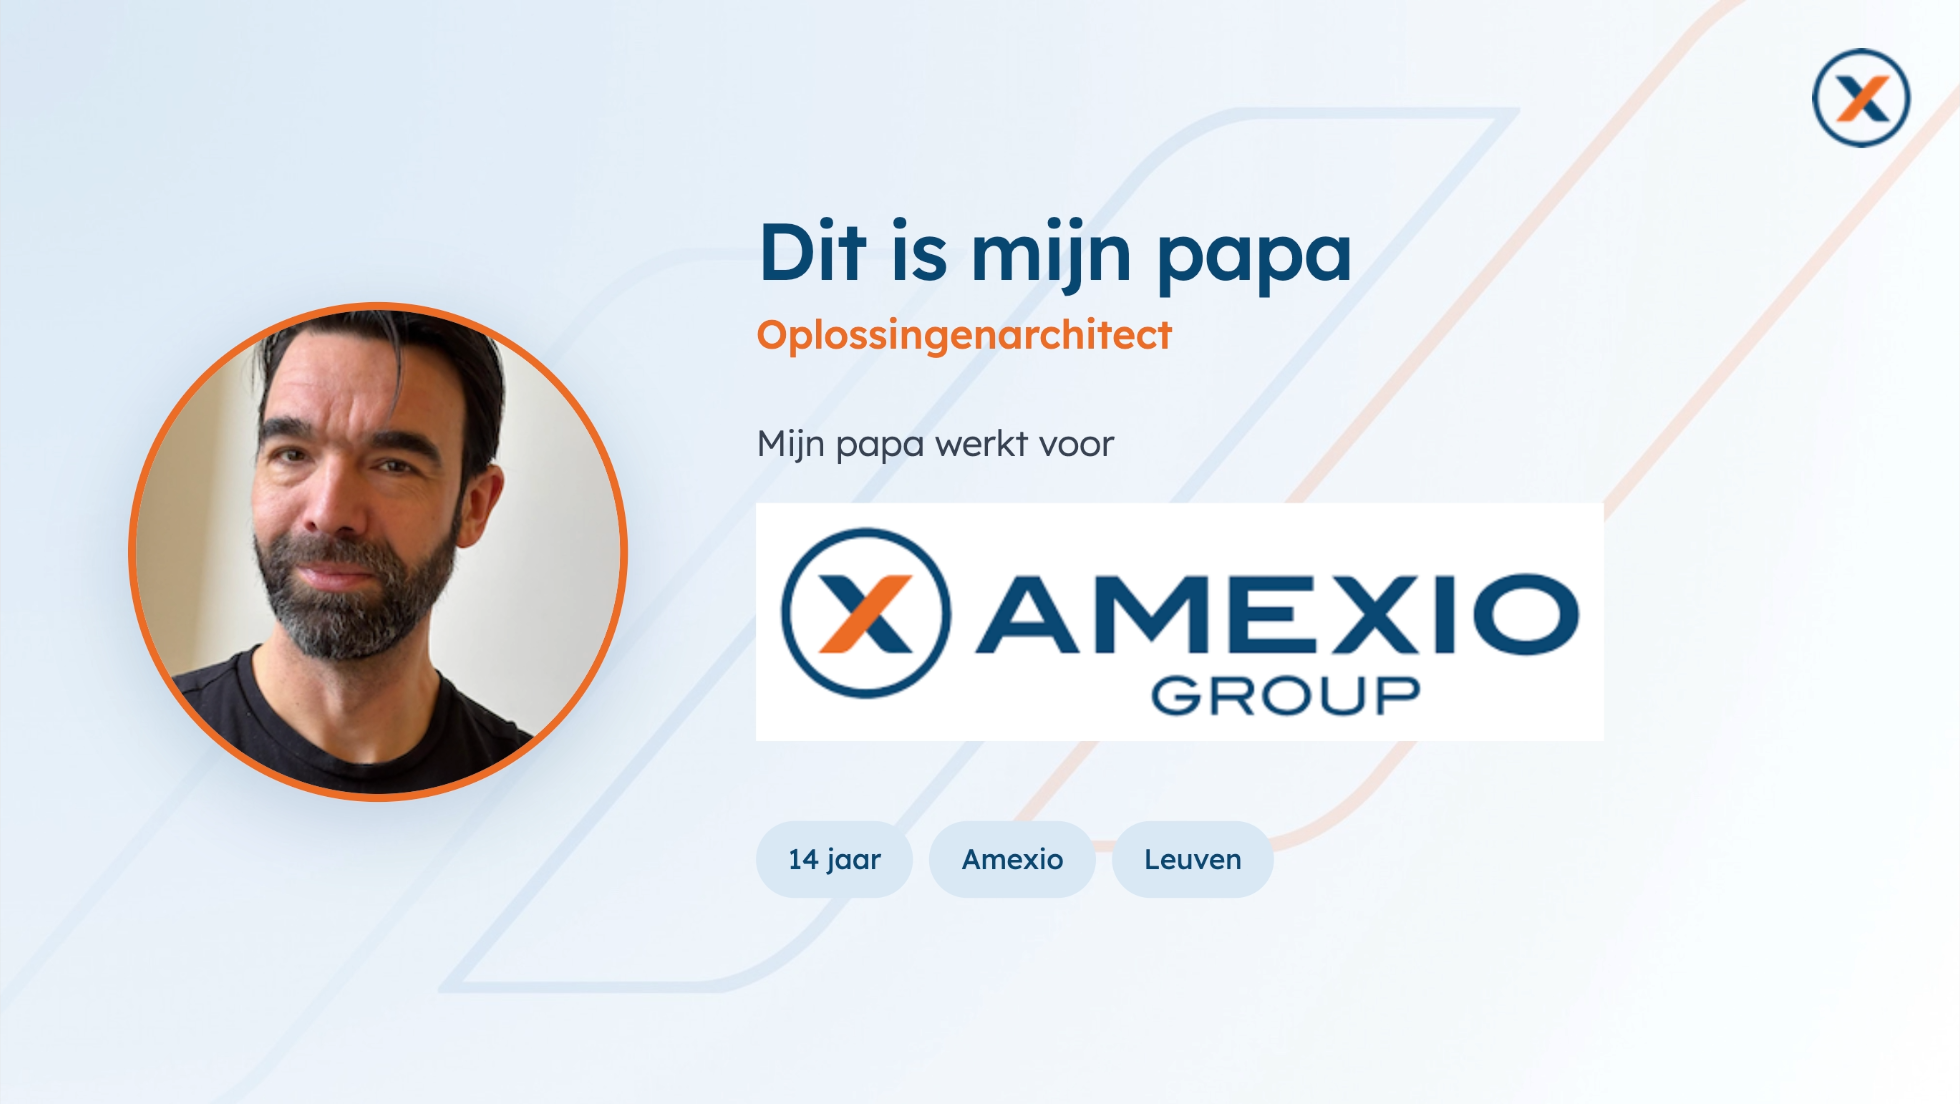 Dit is mijn papa
Oplossingenarchitect
Mijn papa werkt voor
X AMEXIO
GROUP
14 jaar
Amexio
Leuven